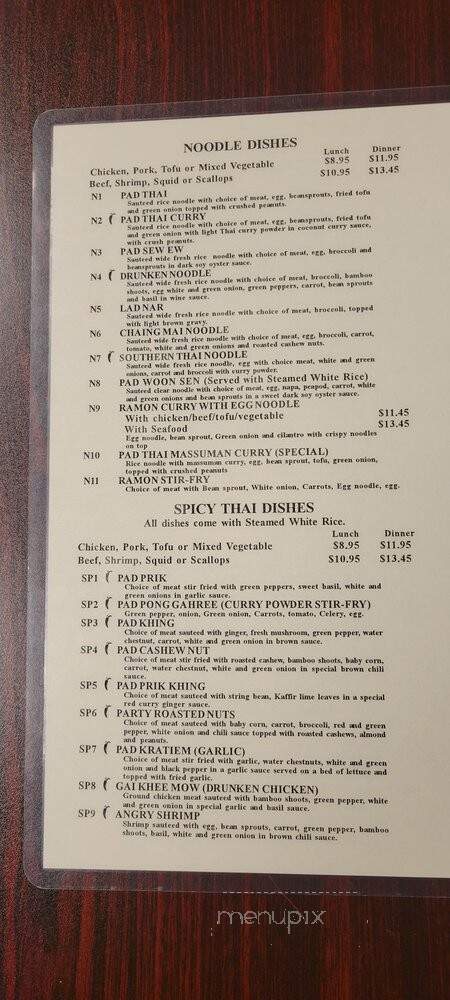 NOODLE DISHES
Lunch Dinner
Chicken, Pork, Tofu or Mixed Vegetable $8.95 $11.95
Beef, Shrimp, Squid or Scallops $10.95 $13.45
N1 PAD THAI
Sauteed rice noodle with choice of meat, egg, beansprouts, fried tofu
and green onion topped with crushed peanuts.
N2 PAD THAI CURRY
Sauteed rice noodle with choice of meat, egg, beansprouts, fried tofu
and green onion with light Thai curry powder in coconut curry sauce,
with crush peanuts.
N3 PAD SEW EW
Sauteed wide fresh rice noodle with choice of meat, egg, broccoli and
beansprouts in dark soy oyster sauce.
N4 DRUNKEN NOODLE
Sauteed wide fresh rice noodle with choice of meat, broccoli, bamboo
shoots, egg white and green onion, green peppers, carrot, bean sprouts
and basil in wine sauce.
N5 LAD NAR
Sauteed wide fresh rice noodle with choice of meat, broccoli, topped
with light brown gravy.
N6 CHAING MAI NOODLE
Sauteed wide fresh rice noodle with choice of meat, egg, broccoli, carrot,
tomato, white and green onions and roasted cashew nuts.
N7 SOUTHERN THAI NOODLE
Sauteed wide fresh rice noodle, egg with choice meat, white and green
onions, carrot and broccoli with curry powder.
N8 PAD WOON SEN (Served with Steamed White Rice)
Sauteed clear noodle with choice of meat, egg, napa, peapod, carrot, white
and green onions and bean sprouts in a sweet dark soy oyster sauce.
N9 RAMON CURRY WITH EGG NOODLE
With chicken/beef/tofu/vegetable $11.45
With Seafood $13.45
Egg noodle, bean sprout, Green onion and cilantro with crispy noodles
on top
N10 PAD THAI MASSUMAN CURRY (SPECIAL)
Rice noodle with massuman curry, egg, bean sprout, tofu, green onion,
topped with crushed peanuts
N11 RAMON STIR-FRY
Choice of meat with Bean sprout, White onion, Carrots, Egg noodle, egg.
SPICY THAI DISHES
All dishes come with Steamed White Rice.
Lunch Dinner
Chicken, Pork, Tofu or Mixed Vegetable $8.95 $11.95
Beef, Shrimp, Squid or Scallops $10.95 $13.45
SP1 PAD PRIK
Choice of meat stir fried with green peppers, sweet basil, white and
green onions in garlic sauce.
SP2 PAD PONG GAHREE (CURRY POWDER STIR-FRY)
Green pepper, onion, Green onion, Carrots, tomato, Celery, egg.
SP3 PAD KHING
Choice of meat sauteed with ginger, fresh mushroom, green pepper, water
chestnut, carrot, white and green onion in brown sauce.
SP4 PAD CASHEW NUT
Choice of meat stir fried with roasted cashew, bamboo shoots, baby corn,
carrot, water chestnut, white and green onion in special brown chili
sauce.
SP5 PAD PRIK KHING
Choice of meat sauteed with string bean, Kaffir lime leaves in a special
red curry ginger sauce.
SP6 PARTY ROASTED NUTS
Choice of meat sauteed with baby corn, carrot, broccoli, red and green
pepper, white onion and chili sauce topped with roasted cashews, almond
and peanuts.
SP7 PAD KRATIEM (GARLIC)
Choice of meat stir fried with garlic, water chestnuts, white and green
onion and black pepper in a garlic sauce served on a bed of lettuce and
topped with fried garlic.
SP8 GAI KHEE MOW (DRUNKEN CHICKEN)
Ground chicken meat sauteed with bamboo shoots, green pepper, white
and green onion in special garlic and basil sauce.
SP9 ANGRY SHRIMP
Shrimp sauteed with egg, bean sprouts, carrot, green pepper, bamboo
shoots, basil, white and green onion in brown chili sauce.
menupix